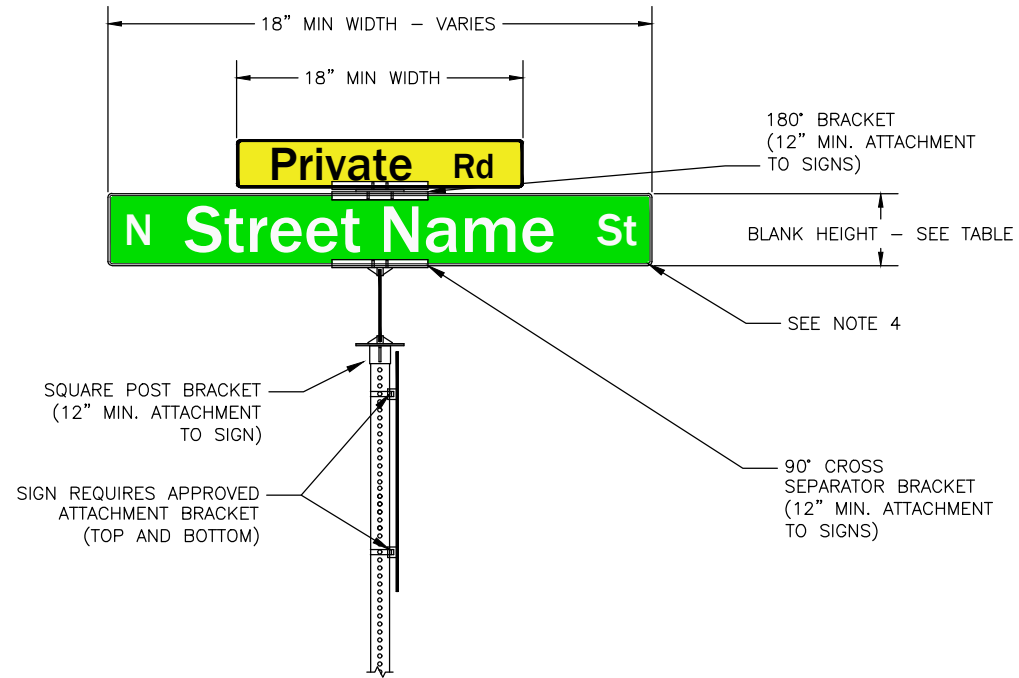 18” MIN WIDTH – VARIES
18” MIN WIDTH
180° BRACKET
(12” MIN. ATTACHMENT
TO SIGNS)
Private Rd
N Street Name St
BLANK HEIGHT – SEE TABLE
SEE NOTE 4
SQUARE POST BRACKET
(12” MIN. ATTACHMENT
TO SIGN)
90° CROSS
SEPARATOR BRACKET
(12” MIN. ATTACHMENT
TO SIGNS)
SIGN REQUIRES APPROVED
ATTACHMENT BRACKET
(TOP AND BOTTOM)